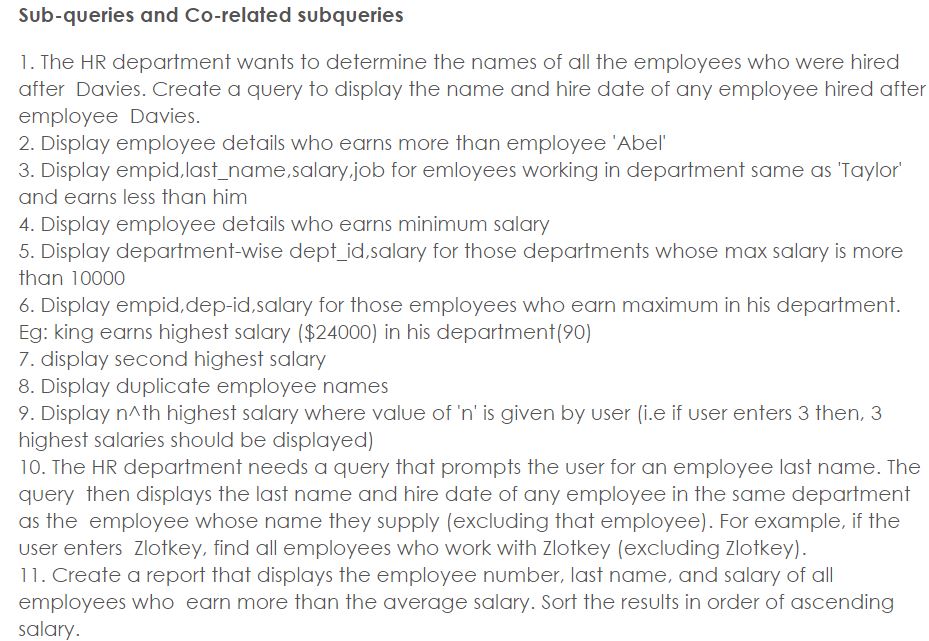 Sub-queries and Co-related subqueries
1. The HR department wants to determine the names of all the employees who were hired
after Davies. Create a query to display the name and hire date of any employee hired after
employee Davies.
2. Display employee details who earns more than employee 'Abel'
3. Display empid,last_name,salary,job for emloyees working in department same as 'Taylor'
and earns less than him
4. Display employee details who earns minimum salary
5. Display department-wise dept_id,salary for those departments whose max salary is more
than 10000
6. Display empid,dep-id,salary for those employees who earn maximum in his department.
Eg: king earns highest salary ($24000) in his department(90)
7. display second highest salary
8. Display duplicate employee names
9. Display n^th highest salary where value of 'n' is given by user (i.e if user enters 3 then, 3
highest salaries should be displayed)
10. The HR department needs a query that prompts the user for an employee last name. The
query then displays the last name and hire date of any employee in the same department
as the employee whose name they supply (excluding that employee). For example, if the
user enters Zlotkey, find all employees who work with Zlotkey (excluding Zlotkey).
11. Create a report that displays the employee number, last name, and salary of all
employees who earn more than the average salary. Sort the results in order of ascending
salary.